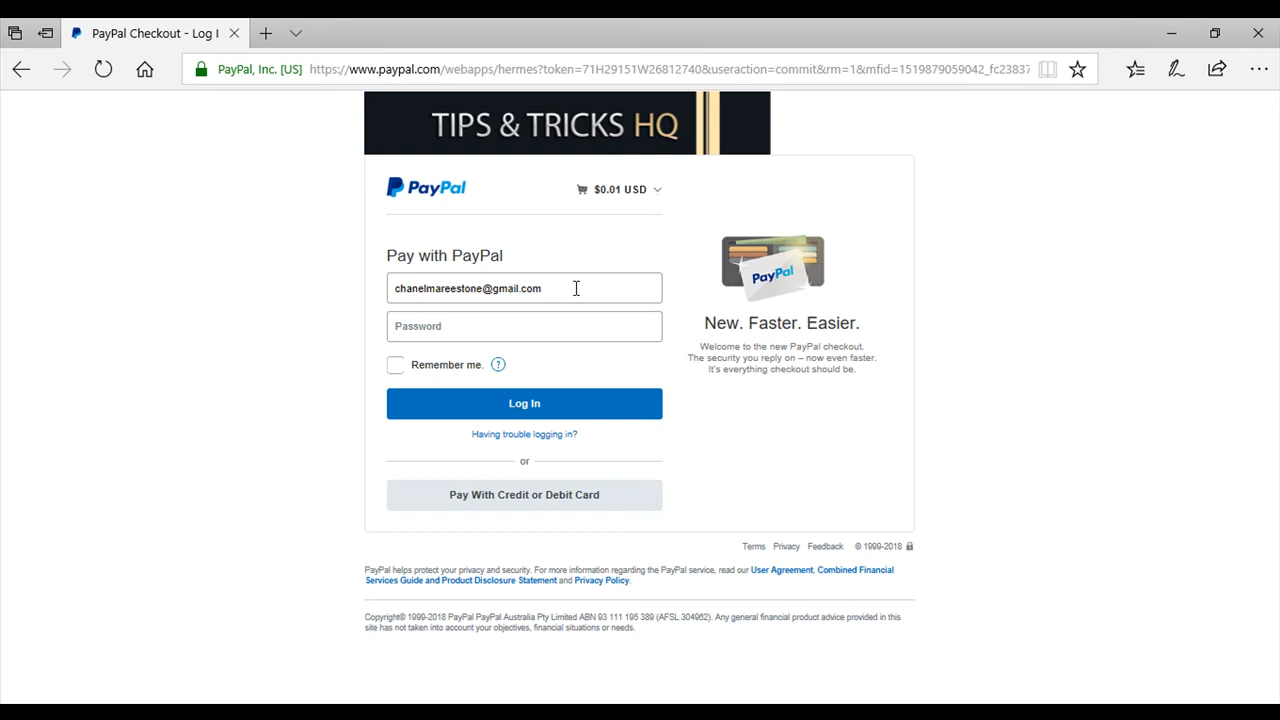 PayPal Checkout - Log I
PayPal, Inc. [US] https://www.paypal.com/webapps/hermes?token=71H29151W26812740&useraction=commit&rm=1&mfid=1519879059042_fc23837
TIPS & TRICKS HQ
PayPal
$0.01 USD
Pay with PayPal
chanelmareestone@gmail.com
Password
Remember me. ?
Log In
Having trouble logging in?
or
Pay With Credit or Debit Card
PayPal
New. Faster. Easier.
Welcome to the new PayPal checkout.
The security you reply on – now even faster.
It's everything checkout should be.
Terms Privacy Feedback © 1999-2018
PayPal helps protect your privacy and security. For more information regarding the PayPal service, read our User Agreement, Combined Financial
Services Guide and Product Disclosure Statement and Privacy Policy.
Copyright© 1999-2018 PayPal PayPal Australia Pty Limited ABN 93 111 195 389 (AFSL 304962). Any general financial product advice provided in this
site has not taken into account your objectives, financial situations or needs.